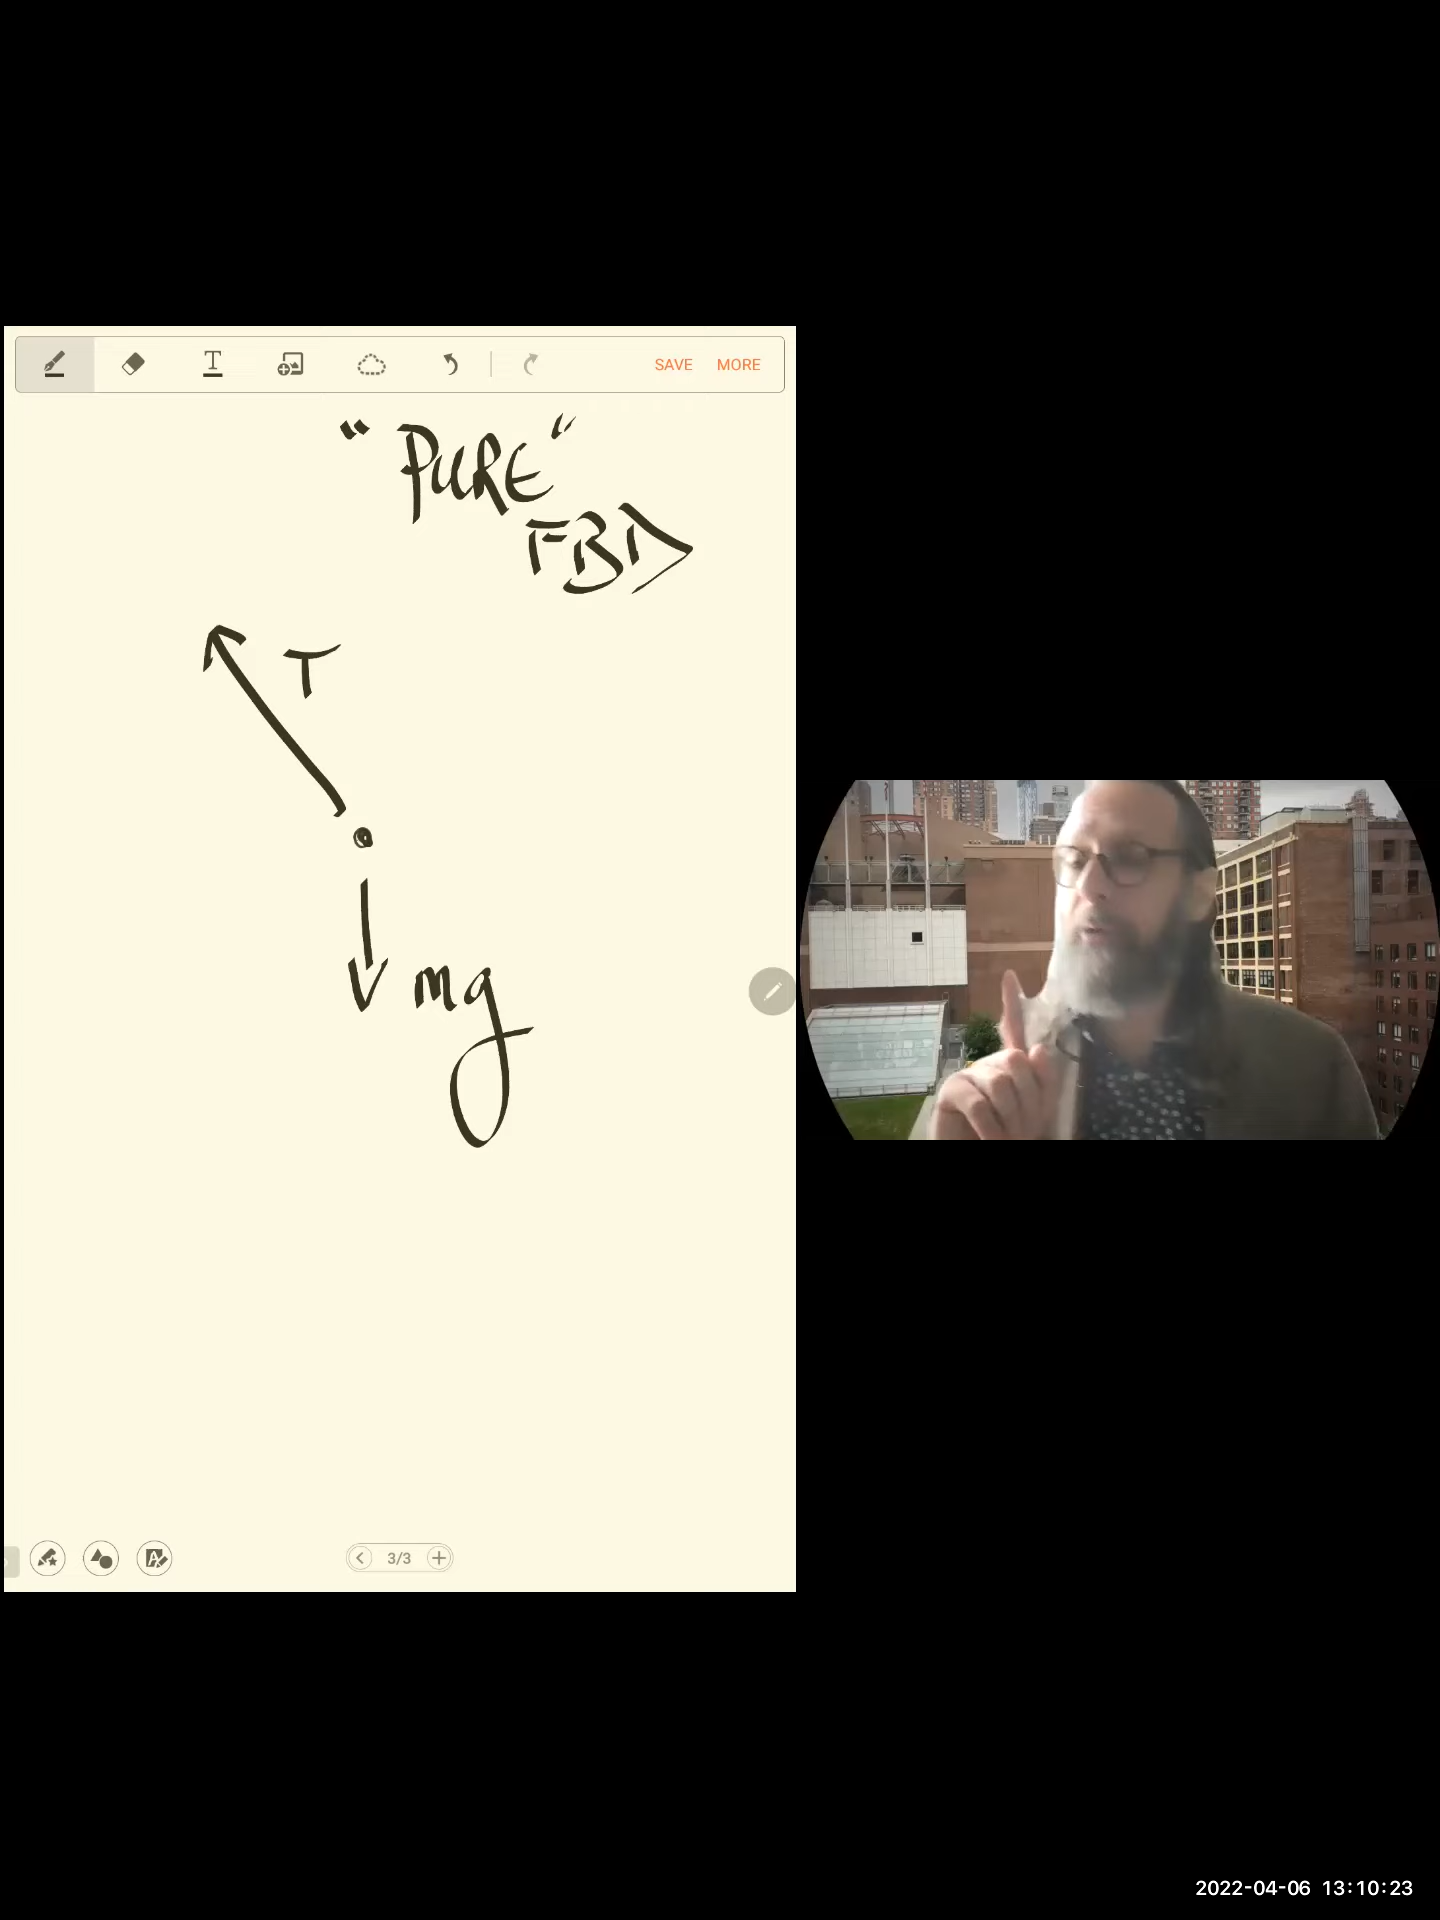 T
SAVE MORE
"PURE"
FBD
T
mg
3/3
A
2022-04-06 13:10:23